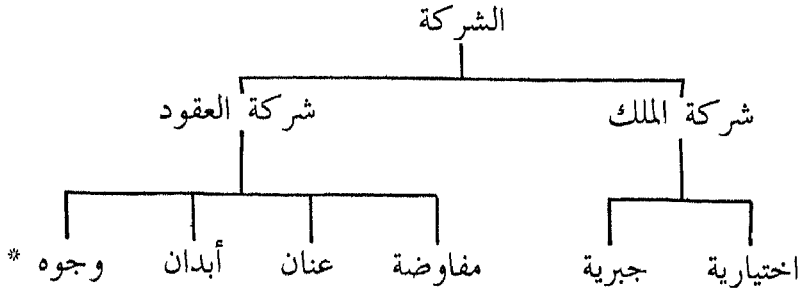 الشركة
شركة الملك شركة العقود
اختيارية جبرية مفاوضة عنان أبدان وجوه *